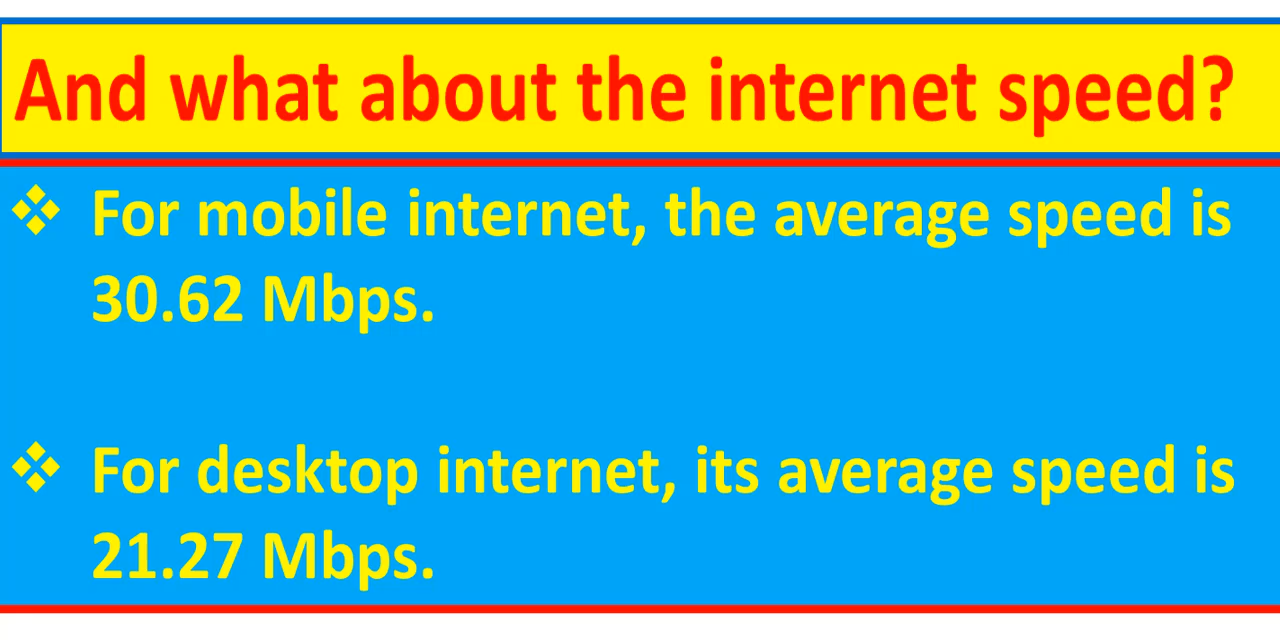 And what about the internet speed?
❖ For mobile internet, the average speed is
30.62 Mbps.
❖ For desktop internet, its average speed is
21.27 Mbps.